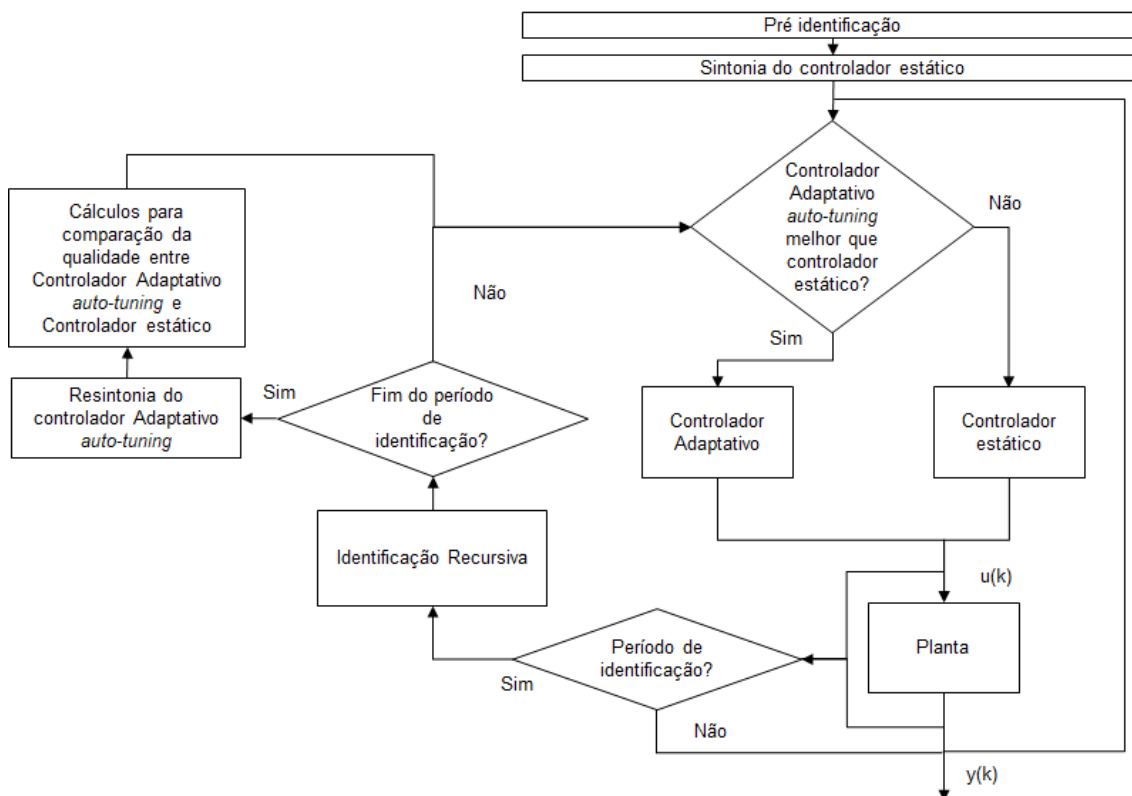 Pré identificação
Sintonia do controlador estático
Controlador
Adaptativo
auto-tuning
melhor que
controlador
estático?
Não
Sim
Cálculos para
comparação da
qualidade entre
Controlador Adaptativo
auto-tuning e
Controlador estático
Não
Resintonia do
controlador Adaptativo
auto-tuning
Sim
Fim do período
de
identificação?
Controlador
Adaptativo
Controlador
estático
Identificação Recursiva
u(k)
Planta
Período de
identificação?
Sim
Não
y(k)